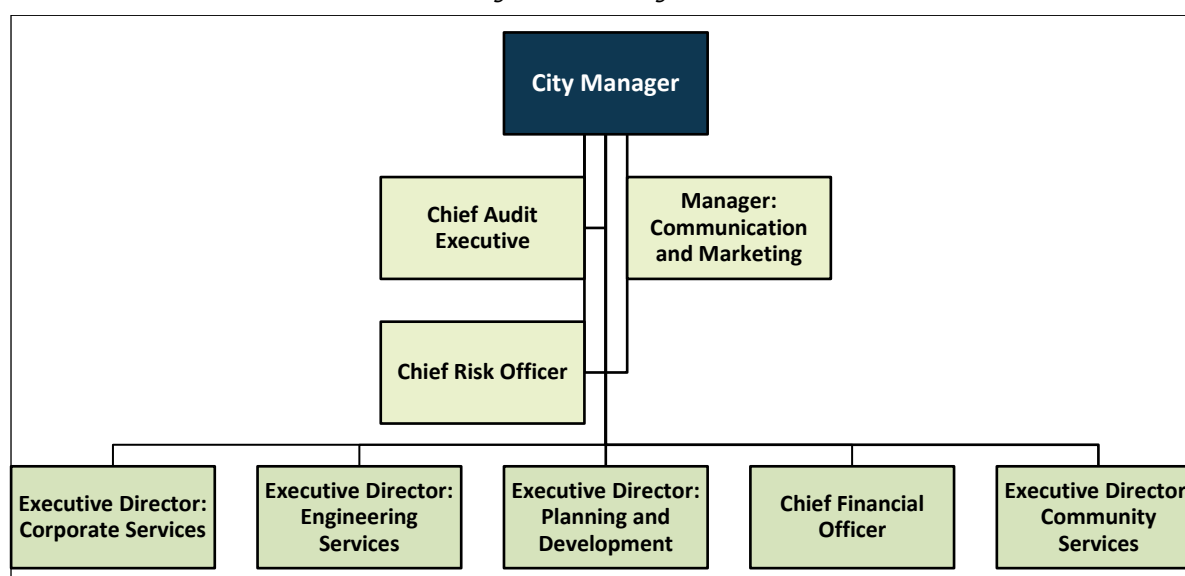 City Manager
Chief Audit
Executive
Manager:
Communication
and Marketing
Chief Risk Officer
Executive Director:
Corporate Services
Executive Director:
Engineering
Services
Executive Director:
Planning and
Development
Chief Financial
Officer
Executive Director
Community
Services